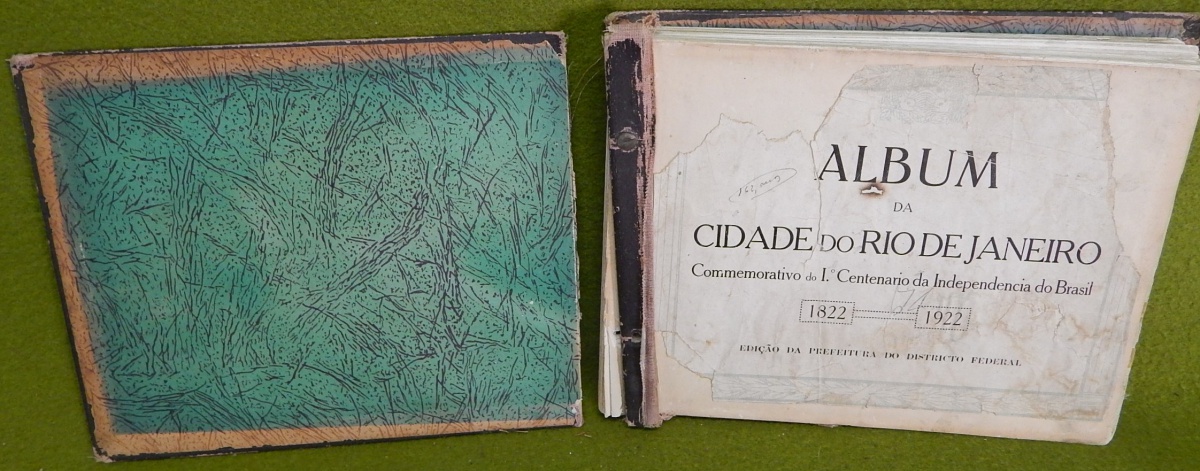 ALBUM
DA
CIDADE DO RIO DE JANEIRO
Commemorativo do I.º Centenario da Independencia do Brasil
1822 1922
EDIÇÃO DA PREFEITURA DO DISTRICTO FEDERAL